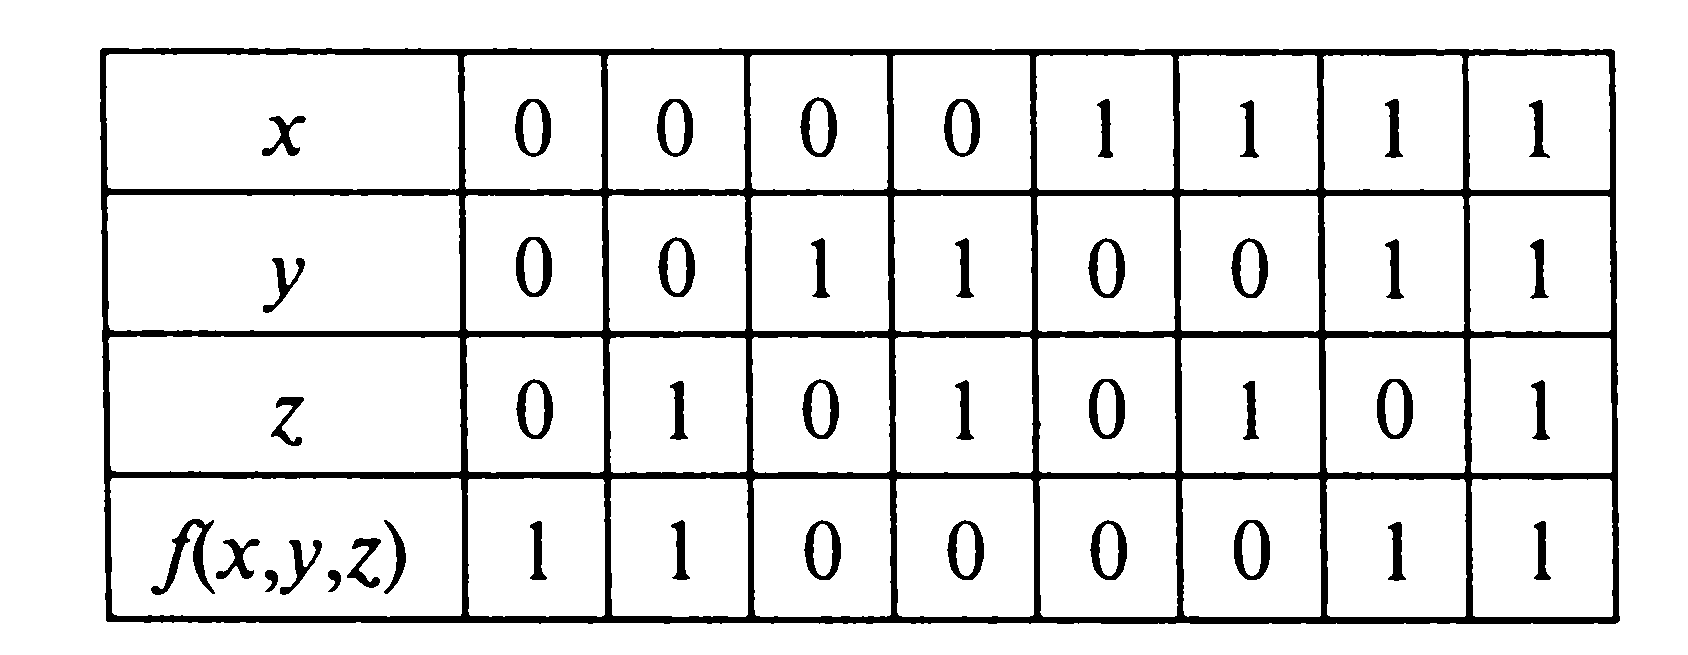 x 0 0 0 0 1 1 1 1
y 0 0 1 1 0 0 1 1
z 0 1 0 1 0 1 0 1
f(x,y,z) 1 1 0 0 0 0 1 1